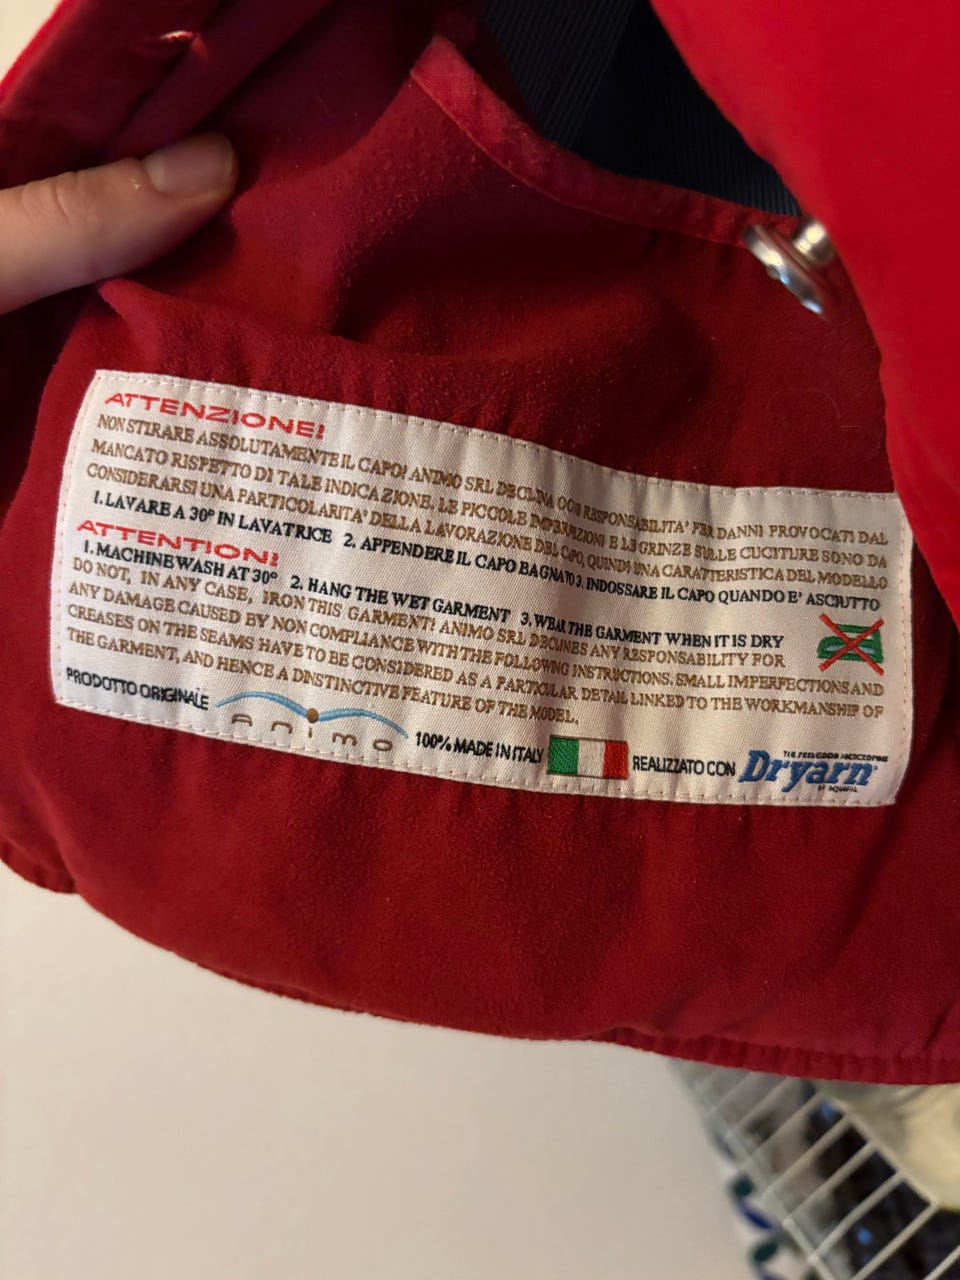 ATTENZIONE!
NON STIRARE ASSOLUTAMENTE IL CAPO! ANIMO SRL DECLINA OGNI RESPONSABILITA' PER DANNI PROVOCATI DAL
MANCATO RISPETTO DI TALE INDICAZIONE. LE PICCOLE IMPERFEZIONI E LE GRINZE SULLE CUCITURE SONO DA
CONSIDERARSI UNA PARTICOLARITA' DELLA LAVORAZIONE DEL CAPO, QUINDI UNA CARATTERISTICA DEL MODELLO
1. LAVARE A 30° IN LAVATRICE 2. APPENDERE IL CAPO BAGNATO 3. INDOSSARE IL CAPO QUANDO E' ASCIUTTO
ATTENTION!
1. MACHINE WASH AT 30° 2. HANG THE WET GARMENT 3. WEAR THE GARMENT WHEN IT IS DRY
DO NOT, IN ANY CASE, IRON THIS GARMENT! ANIMO SRL DECLINES ANY RESPONSABILITY FOR
ANY DAMAGE CAUSED BY NON COMPLIANCE WITH THE FOLLOWING INSTRUCTIONS. SMALL IMPERFECTIONS AND
CREASES ON THE SEAMS HAVE TO BE CONSIDERED AS A PARTICULAR DETAIL LINKED TO THE WORKMANSHIP OF
THE GARMENT, AND HENCE A DNSTINCTIVE FEATURE OF THE MODEL.
PRODOTTO ORIGINALE animo 100% MADE IN ITALY REALIZZATO CON Dryarn